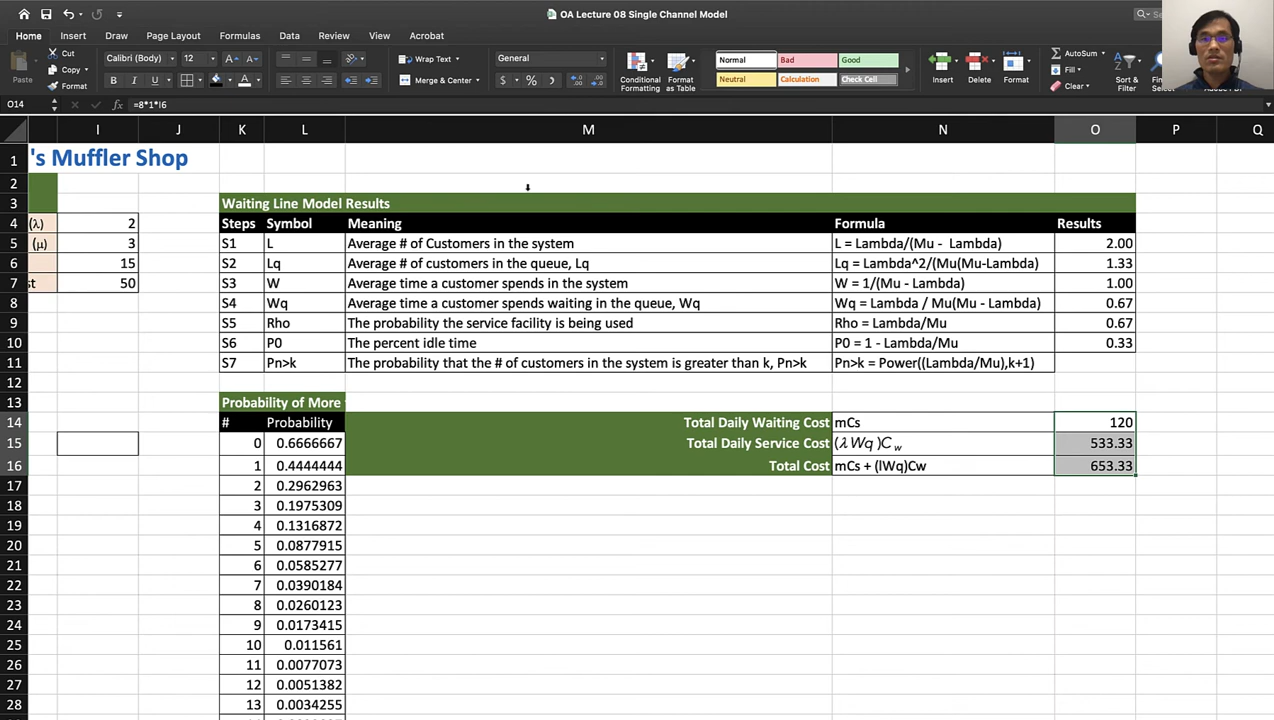 OA Lecture 08 Single Channel Model
Home Insert Draw Page Layout Formulas Data Review View Acrobat
Paste
Cut
Copy
Format
Calibri (Body) 12
Wrap Text
Merge & Center
General
Conditional Formatting
Format as Table
Normal Bad Good
Neutral Calculation Check Cell
Insert Delete Format
AutoSum
Fill
Clear
Sort & Filter
O14 fx =8*1*I6
I J K L M N O P Q
1 's Muffler Shop
2
3 Waiting Line Model Results
4 (λ) 2 Steps Symbol Meaning Formula Results
5 (μ) 3 S1 L Average # of Customers in the system L = Lambda/(Mu - Lambda) 2.00
6 15 S2 Lq Average # of customers in the queue, Lq Lq = Lambda^2/(Mu(Mu-Lambda) 1.33
7 st 50 S3 W Average time a customer spends in the system W = 1/(Mu - Lambda) 1.00
8 S4 Wq Average time a customer spends waiting in the queue, Wq Wq = Lambda / Mu(Mu - Lambda) 0.67
9 S5 Rho The probability the service facility is being used Rho = Lambda/Mu 0.67
10 S6 P0 The percent idle time P0 = 1 - Lambda/Mu 0.33
11 S7 Pn>k The probability that the # of customers in the system is greater than k, Pn>k Pn>k = Power((Lambda/Mu),k+1)
12
13 Probability of More
14 # Probability Total Daily Waiting Cost mCs 120
15 0 0.6666667 Total Daily Service Cost (λ Wq )C w 533.33
16 1 0.4444444 Total Cost mCs + (lWq)Cw 653.33
17 2 0.2962963
18 3 0.1975309
19 4 0.1316872
20 5 0.0877915
21 6 0.0585277
22 7 0.0390184
23 8 0.0260123
24 9 0.0173415
25 10 0.011561
26 11 0.0077073
27 12 0.0051382
28 13 0.0034255